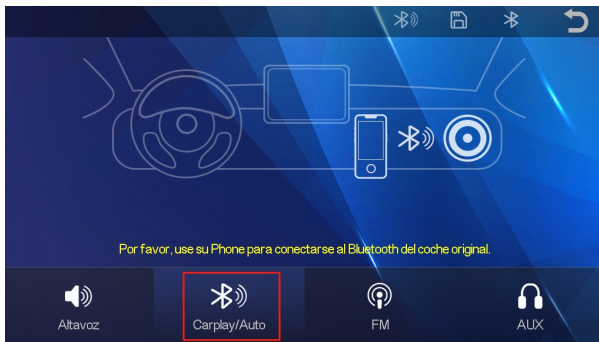 Por favor, use su Phone para conectarse al Bluetooth del coche original.
Altavoz
Carplay/Auto
FM
AUX